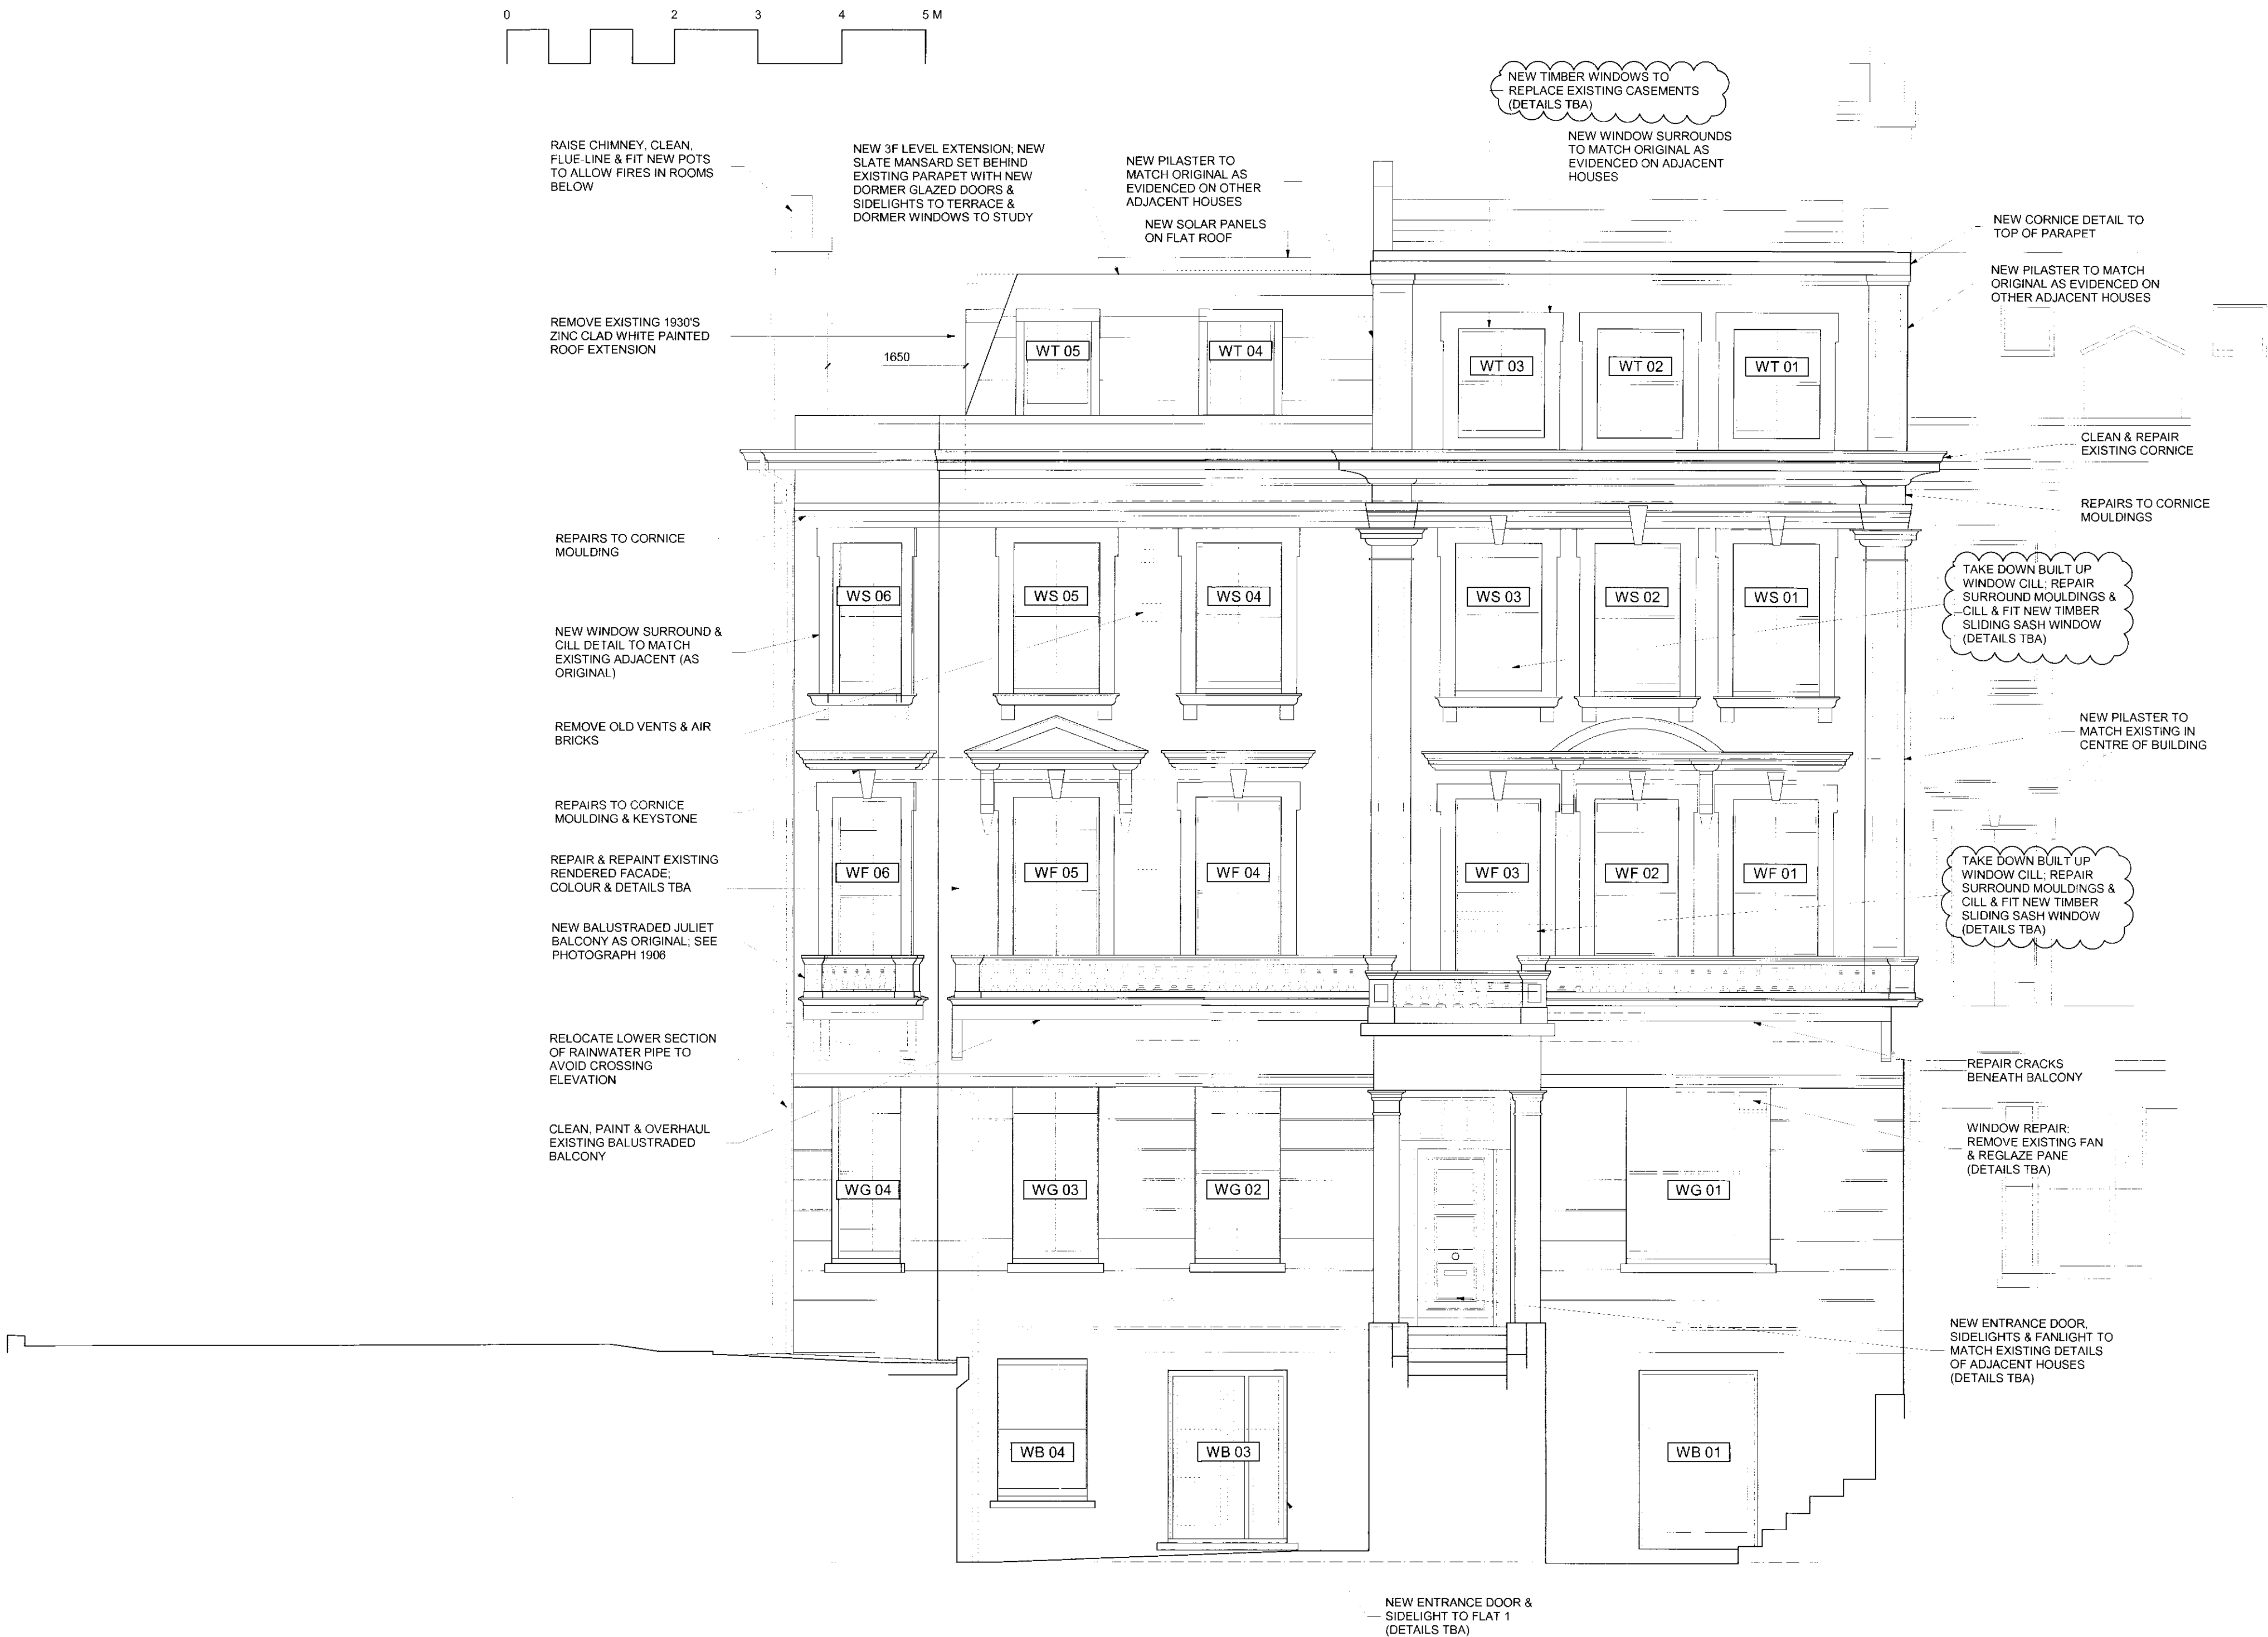 0 2 3 4 5 M
NEW TIMBER WINDOWS TO
REPLACE EXISTING CASEMENTS
(DETAILS TBA)
RAISE CHIMNEY, CLEAN,
FLUE-LINE & FIT NEW POTS
TO ALLOW FIRES IN ROOMS
BELOW
NEW 3F LEVEL EXTENSION; NEW
SLATE MANSARD SET BEHIND
EXISTING PARAPET WITH NEW
DORMER GLAZED DOORS &
SIDELIGHTS TO TERRACE &
DORMER WINDOWS TO STUDY
NEW PILASTER TO
MATCH ORIGINAL AS
EVIDENCED ON OTHER
ADJACENT HOUSES
NEW SOLAR PANELS
ON FLAT ROOF
NEW WINDOW SURROUNDS
TO MATCH ORIGINAL AS
EVIDENCED ON ADJACENT
HOUSES
NEW CORNICE DETAIL TO
TOP OF PARAPET
NEW PILASTER TO MATCH
ORIGINAL AS EVIDENCED ON
OTHER ADJACENT HOUSES
REMOVE EXISTING 1930'S
ZINC CLAD WHITE PAINTED
ROOF EXTENSION
1650
WT 05
WT 04
WT 03
WT 02
WT 01
CLEAN & REPAIR
EXISTING CORNICE
REPAIRS TO CORNICE
MOULDINGS
REPAIRS TO CORNICE
MOULDING
WS 06
WS 05
WS 04
WS 03
WS 02
WS 01
TAKE DOWN BUILT UP
WINDOW CILL; REPAIR
SURROUND MOULDINGS &
CILL & FIT NEW TIMBER
SLIDING SASH WINDOW
(DETAILS TBA)
NEW WINDOW SURROUND &
CILL DETAIL TO MATCH
EXISTING ADJACENT (AS
ORIGINAL)
REMOVE OLD VENTS & AIR
BRICKS
NEW PILASTER TO
MATCH EXISTING IN
CENTRE OF BUILDING
REPAIRS TO CORNICE
MOULDING & KEYSTONE
REPAIR & REPAINT EXISTING
RENDERED FACADE;
COLOUR & DETAILS TBA
WF 06
WF 05
WF 04
WF 03
WF 02
WF 01
TAKE DOWN BUILT UP
WINDOW CILL; REPAIR
SURROUND MOULDINGS &
CILL & FIT NEW TIMBER
SLIDING SASH WINDOW
(DETAILS TBA)
NEW BALUSTRADED JULIET
BALCONY AS ORIGINAL; SEE
PHOTOGRAPH 1906
RELOCATE LOWER SECTION
OF RAINWATER PIPE TO
AVOID CROSSING
ELEVATION
REPAIR CRACKS
BENEATH BALCONY
CLEAN, PAINT & OVERHAUL
EXISTING BALUSTRADED
BALCONY
WINDOW REPAIR:
REMOVE EXISTING FAN
& REGLAZE PANE
(DETAILS TBA)
WG 04
WG 03
WG 02
WG 01
NEW ENTRANCE DOOR,
SIDELIGHTS & FANLIGHT TO
MATCH EXISTING DETAILS
OF ADJACENT HOUSES
(DETAILS TBA)
WB 04
WB 03
WB 01
NEW ENTRANCE DOOR &
SIDELIGHT TO FLAT 1
(DETAILS TBA)